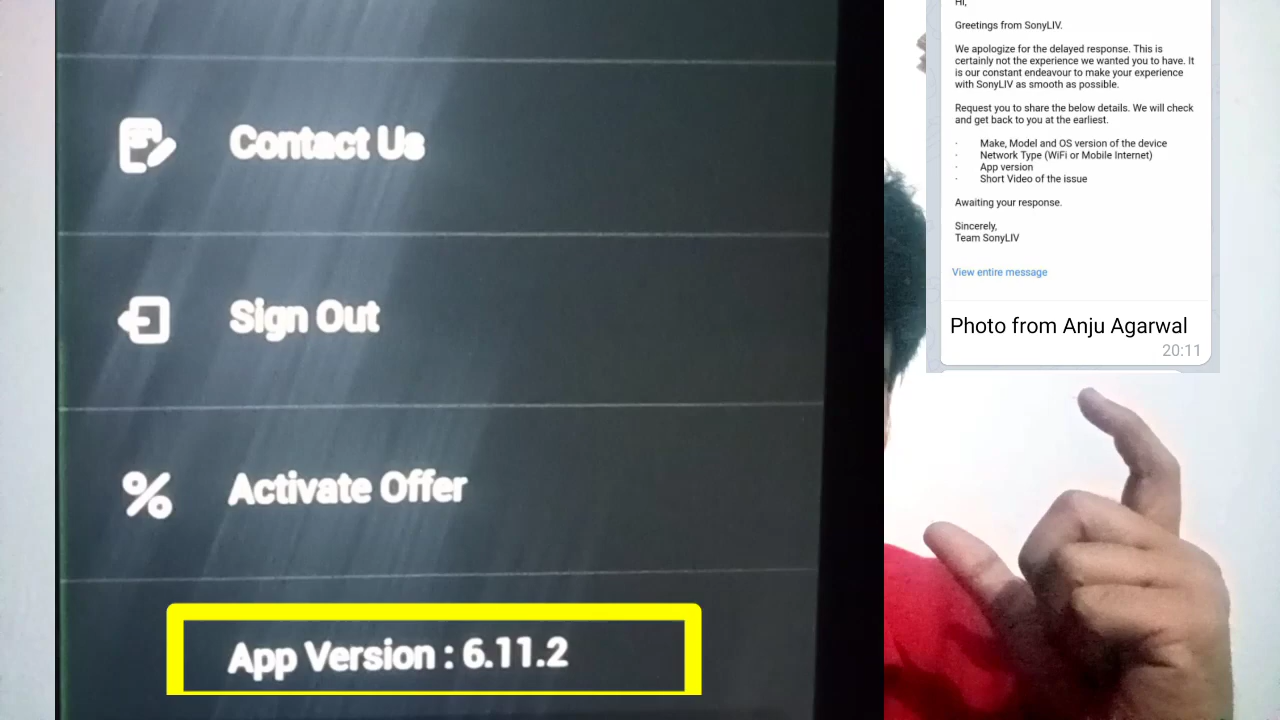 Contact Us
Sign Out
Activate Offer
App Version : 6.11.2
Hi,
Greetings from SonyLIV.
We apologize for the delayed response. This is
certainly not the experience we wanted you to have. It
is our constant endeavour to make your experience
with SonyLIV as smooth as possible.
Request you to share the below details. We will check
and get back to you at the earliest.
· Make, Model and OS version of the device
· Network Type (WiFi or Mobile Internet)
· App version
· Short Video of the issue
Awaiting your response.
Sincerely,
Team SonyLIV
View entire message
Photo from Anju Agarwal
20:11